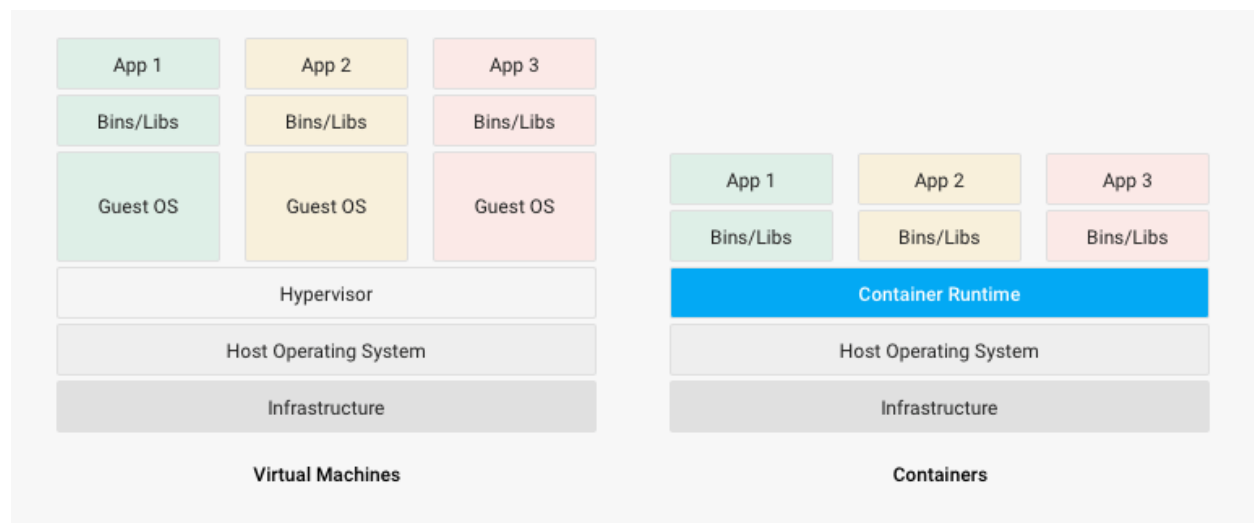 App 1
App 2
App 3
Bins/Libs
Bins/Libs
Bins/Libs
Guest OS
Guest OS
Guest OS
Hypervisor
Host Operating System
Infrastructure
Virtual Machines
App 1
App 2
App 3
Bins/Libs
Bins/Libs
Bins/Libs
Container Runtime
Host Operating System
Infrastructure
Containers